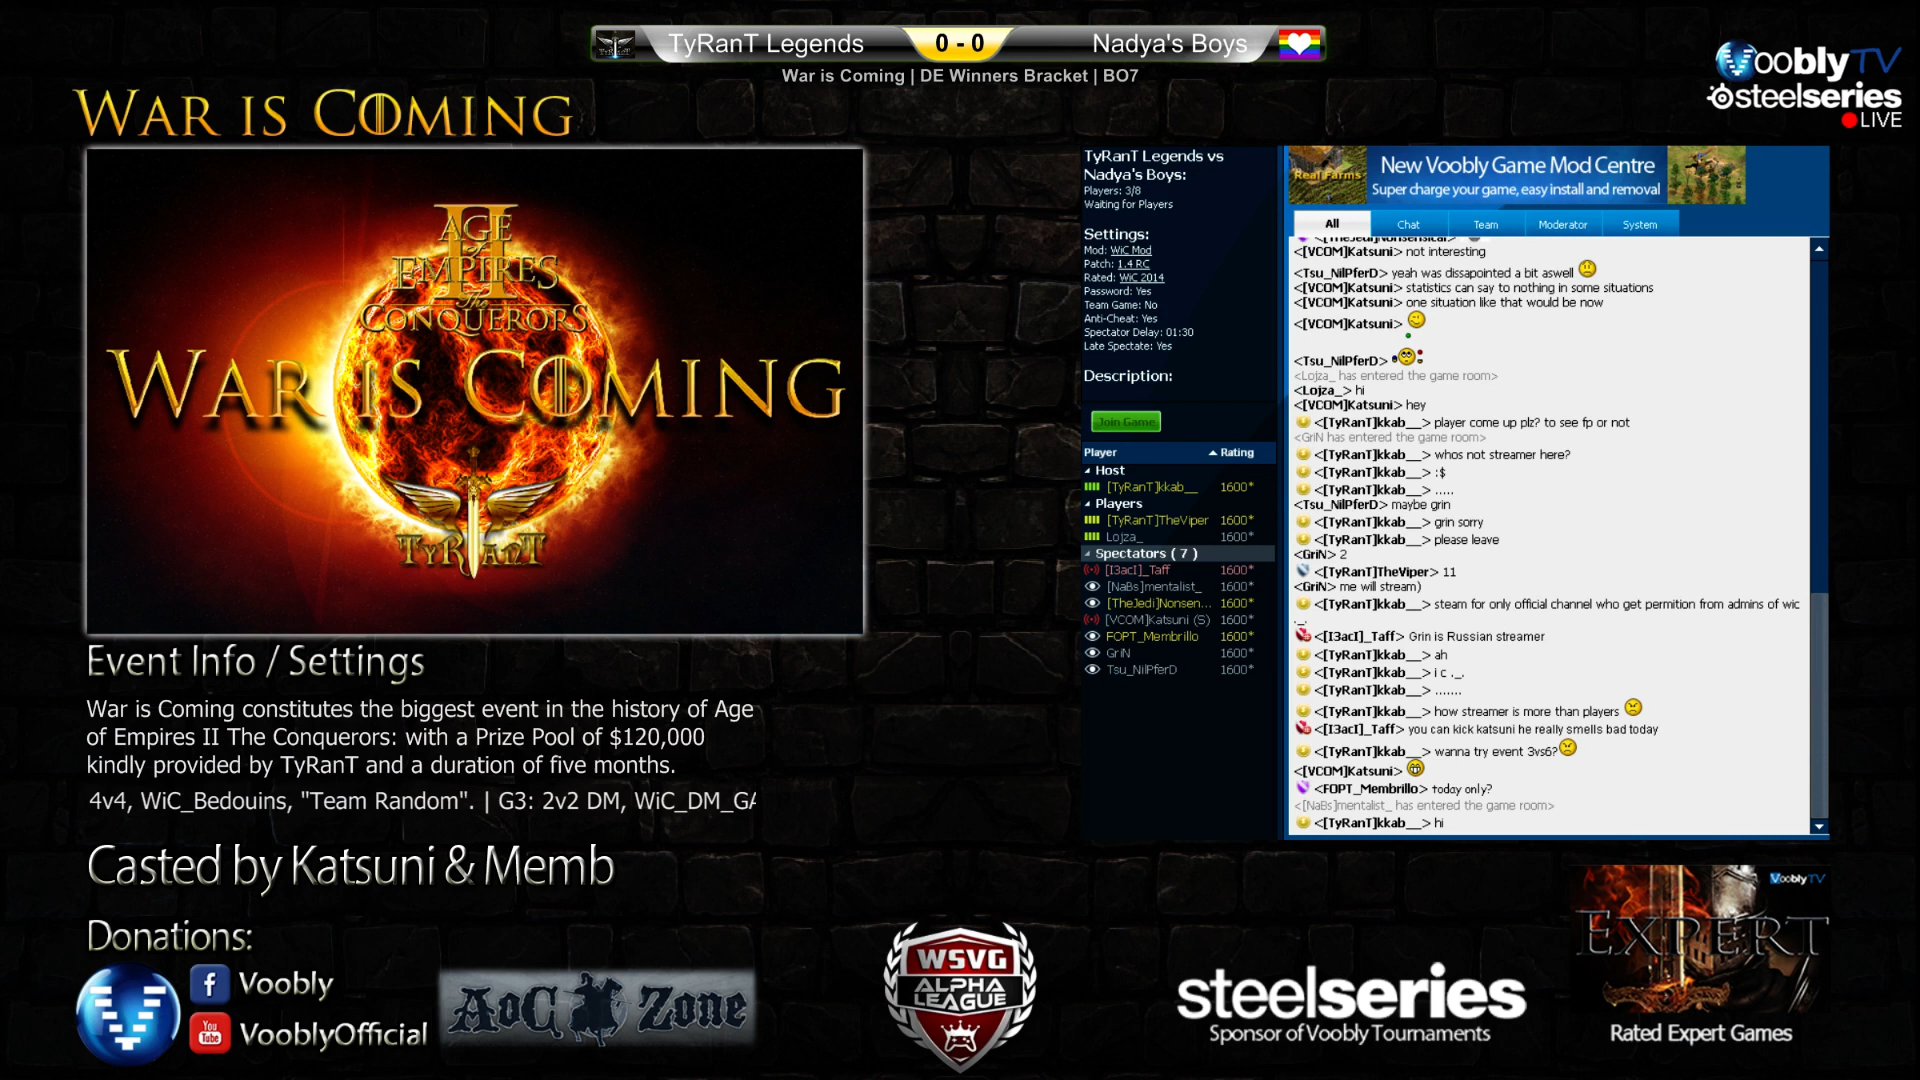 TyRanT Legends
0 - 0
Nadya's Boys
War is Coming | DE Winners Bracket | BO7
VooblyTV
steelseries
LIVE
WAR IS COMING
AGE
of
EMPIRES
II
The
CONQUERORS
WAR IS COMING
TYRANT
Event Info / Settings
War is Coming constitutes the biggest event in the history of Age
of Empires II The Conquerors: with a Prize Pool of $120,000
kindly provided by TyRanT and a duration of five months.
4v4, WiC_Bedouins, "Team Random". | G3: 2v2 DM, WiC_DM_GA
Casted by Katsuni & Memb
Donations:
Voobly
You Tube
VooblyOfficial
AoC Zone
WSVG
ALPHA
LEAGUE
steelseries
Sponsor of Voobly Tournaments
VooblyTV
EXPERT
Rated Expert Games
TyRanT Legends vs
Nadya's Boys:
Players: 3/8
Waiting for Players
Settings:
Mod: WiC Mod
Patch: 1.4 RC
Rated: WiC 2014
Password: Yes
Team Game: No
Anti-Cheat: Yes
Spectator Delay: 01:30
Late Spectate: Yes
Description:
Join Game
Player Rating
Host
[TyRanT]kkab__ 1600*
Players
[TyRanT]TheViper 1600*
Lojza_ 1600*
Spectators ( 7 )
[I3acI]_Taff 1600*
[NaBs]mentalist_ 1600*
[TheJedi]Nonsen... 1600*
[VCOM]Katsuni (S) 1600*
FOPT_Membrillo 1600*
GriN 1600*
Tsu_NilPferD 1600*
Real Farms
New Voobly Game Mod Centre
Super charge your game, easy install and removal
All Chat Team Moderator System
<[TheJedi]Nonsensical>
<[VCOM]Katsuni> not interesting
<Tsu_NilPferD> yeah was dissapointed a bit aswell
<[VCOM]Katsuni> statistics can say to nothing in some situations
<[VCOM]Katsuni> one situation like that would be now
<[VCOM]Katsuni>
<Tsu_NilPferD>
<Lojza_ has entered the game room>
<Lojza_> hi
<[VCOM]Katsuni> hey
<[TyRanT]kkab__> player come up plz? to see fp or not
<GriN has entered the game room>
<[TyRanT]kkab__> whos not streamer here?
<[TyRanT]kkab__> :$
<[TyRanT]kkab__> .....
<Tsu_NilPferD> maybe grin
<[TyRanT]kkab__> grin sorry
<[TyRanT]kkab__> please leave
<GriN> 2
<[TyRanT]TheViper> 11
<GriN> me will stream)
<[TyRanT]kkab__> steam for only official channel who get permition from admins of wic
._.
<[I3acI]_Taff> Grin is Russian streamer
<[TyRanT]kkab__> ah
<[TyRanT]kkab__> i c ._.
<[TyRanT]kkab__> .......
<[TyRanT]kkab__> how streamer is more than players
<[I3acI]_Taff> you can kick katsuni he really smells bad today
<[TyRanT]kkab__> wanna try event 3vs6?
<[VCOM]Katsuni>
<FOPT_Membrillo> today only?
<[NaBs]mentalist_ has entered the game room>
<[TyRanT]kkab__> hi